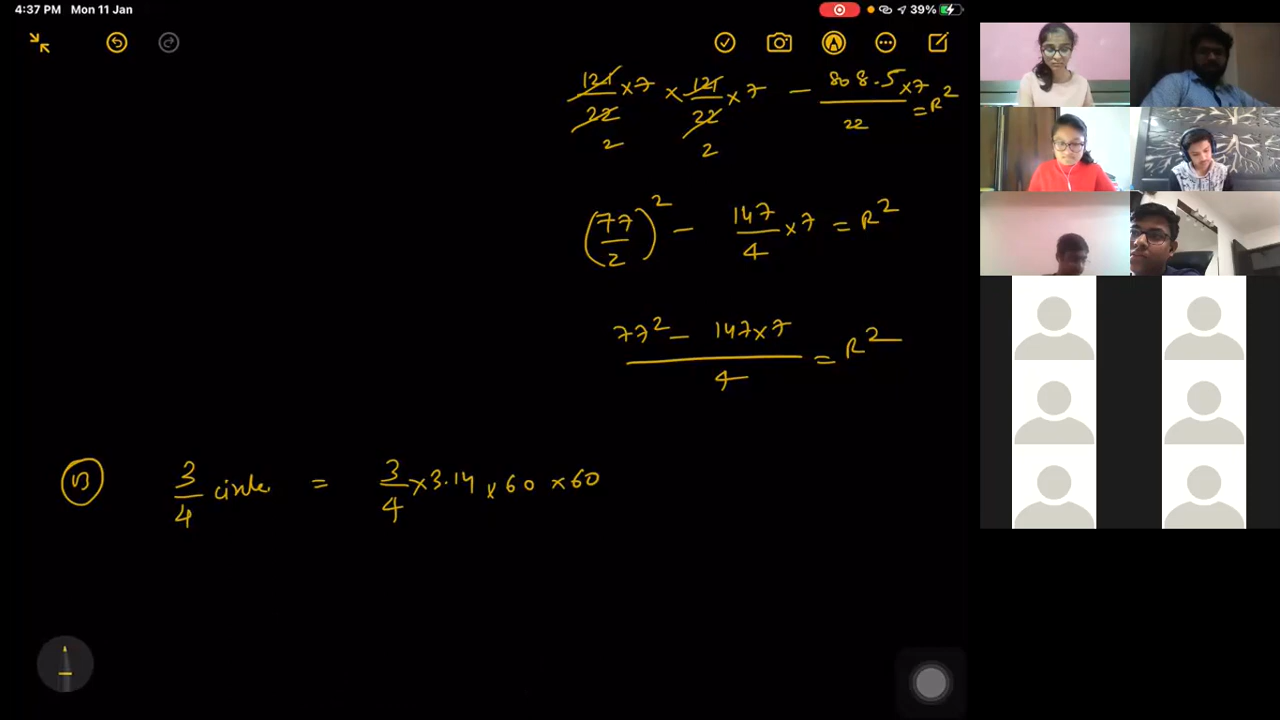 4:37 PM Mon 11 Jan 39%
121/22 x 7 x 121/22 x 7 − 808.5 x 7/22 = R²
2 2
(77/2)² − 147/4 x 7 = R²
77² − 147 x 7 / 4 = R²
13 3/4 circle = 3/4 x 3.14 x 60 x 60